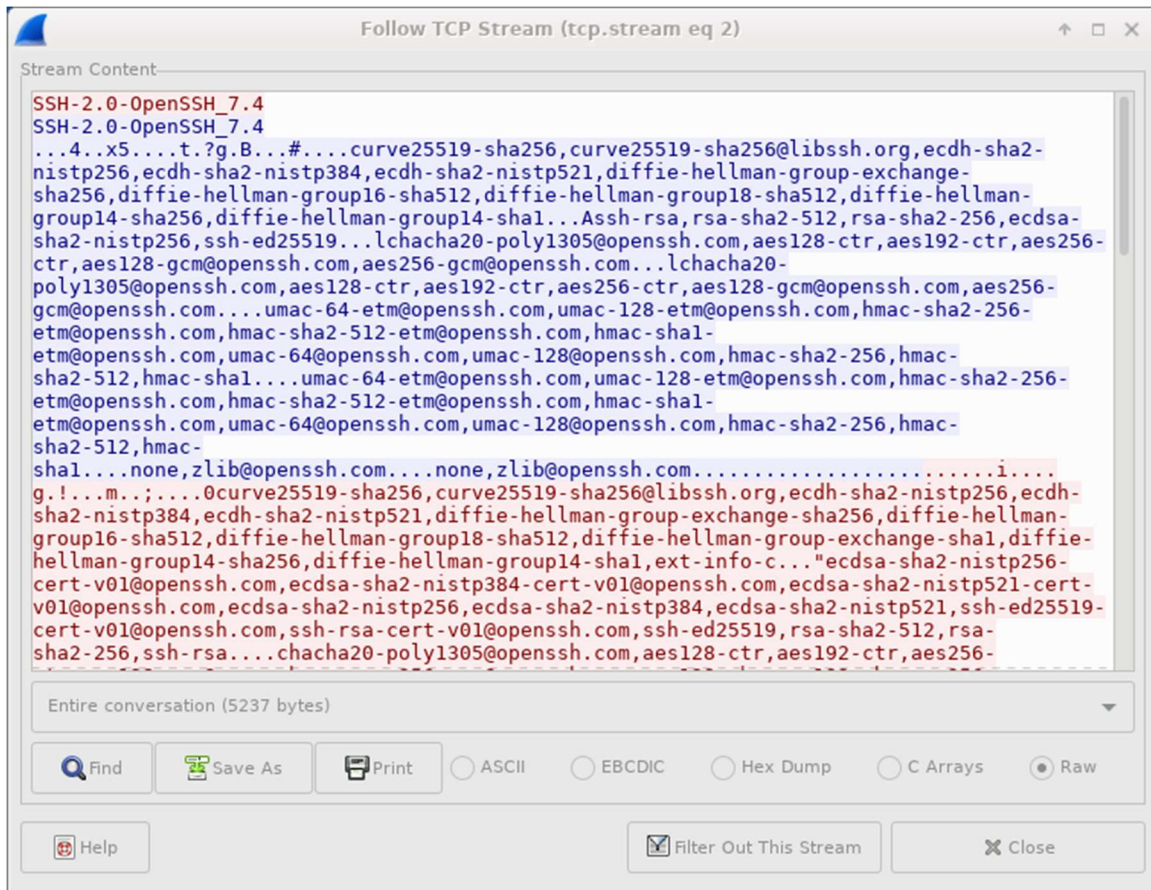 Follow TCP Stream (tcp.stream eq 2)
Stream Content
SSH-2.0-OpenSSH_7.4
SSH-2.0-OpenSSH_7.4
...4..x5....t.?g.B...#....curve25519-sha256,curve25519-sha256@libssh.org,ecdh-sha2-
nistp256,ecdh-sha2-nistp384,ecdh-sha2-nistp521,diffie-hellman-group-exchange-
sha256,diffie-hellman-group16-sha512,diffie-hellman-group18-sha512,diffie-hellman-
group14-sha256,diffie-hellman-group14-sha1...Assh-rsa,rsa-sha2-512,rsa-sha2-256,ecdsa-
sha2-nistp256,ssh-ed25519...lchacha20-poly1305@openssh.com,aes128-ctr,aes192-ctr,aes256-
ctr,aes128-gcm@openssh.com,aes256-gcm@openssh.com...lchacha20-
poly1305@openssh.com,aes128-ctr,aes192-ctr,aes256-ctr,aes128-gcm@openssh.com,aes256-
gcm@openssh.com....umac-64-etm@openssh.com,umac-128-etm@openssh.com,hmac-sha2-256-
etm@openssh.com,hmac-sha2-512-etm@openssh.com,hmac-sha1-
etm@openssh.com,umac-64@openssh.com,umac-128@openssh.com,hmac-sha2-256,hmac-
sha2-512,hmac-sha1....umac-64-etm@openssh.com,umac-128-etm@openssh.com,hmac-sha2-256-
etm@openssh.com,hmac-sha2-512-etm@openssh.com,hmac-sha1-
etm@openssh.com,umac-64@openssh.com,umac-128@openssh.com,hmac-sha2-256,hmac-
sha2-512,hmac-
sha1....none,zlib@openssh.com....none,zlib@openssh.com.........................i....
g.!...m..;....0curve25519-sha256,curve25519-sha256@libssh.org,ecdh-sha2-nistp256,ecdh-
sha2-nistp384,ecdh-sha2-nistp521,diffie-hellman-group-exchange-sha256,diffie-hellman-
group16-sha512,diffie-hellman-group18-sha512,diffie-hellman-group-exchange-sha1,diffie-
hellman-group14-sha256,diffie-hellman-group14-sha1,ext-info-c..."ecdsa-sha2-nistp256-
cert-v01@openssh.com,ecdsa-sha2-nistp384-cert-v01@openssh.com,ecdsa-sha2-nistp521-cert-
v01@openssh.com,ecdsa-sha2-nistp256,ecdsa-sha2-nistp384,ecdsa-sha2-nistp521,ssh-ed25519-
cert-v01@openssh.com,ssh-rsa-cert-v01@openssh.com,ssh-ed25519,rsa-sha2-512,rsa-
sha2-256,ssh-rsa....chacha20-poly1305@openssh.com,aes128-ctr,aes192-ctr,aes256-
Entire conversation (5237 bytes)
Find
Save As
Print
ASCII
EBCDIC
Hex Dump
C Arrays
Raw
Help
Filter Out This Stream
Close